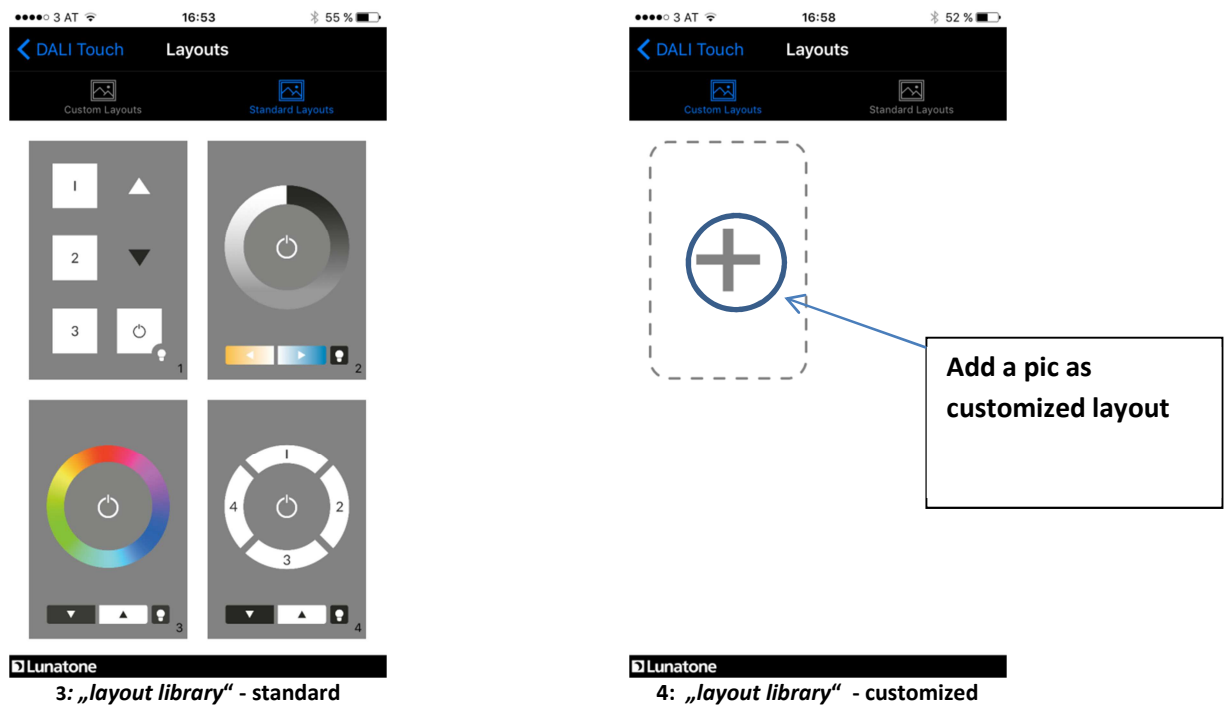 3 AT 16:53 55 %
DALI Touch Layouts
Custom Layouts Standard Layouts
1
2
3
1
2
3
1
2
3
4
4
Lunatone
3: „layout library“ - standard
3 AT 16:58 52 %
DALI Touch Layouts
Custom Layouts Standard Layouts
Add a pic as
customized layout
Lunatone
4: „layout library“ - customized